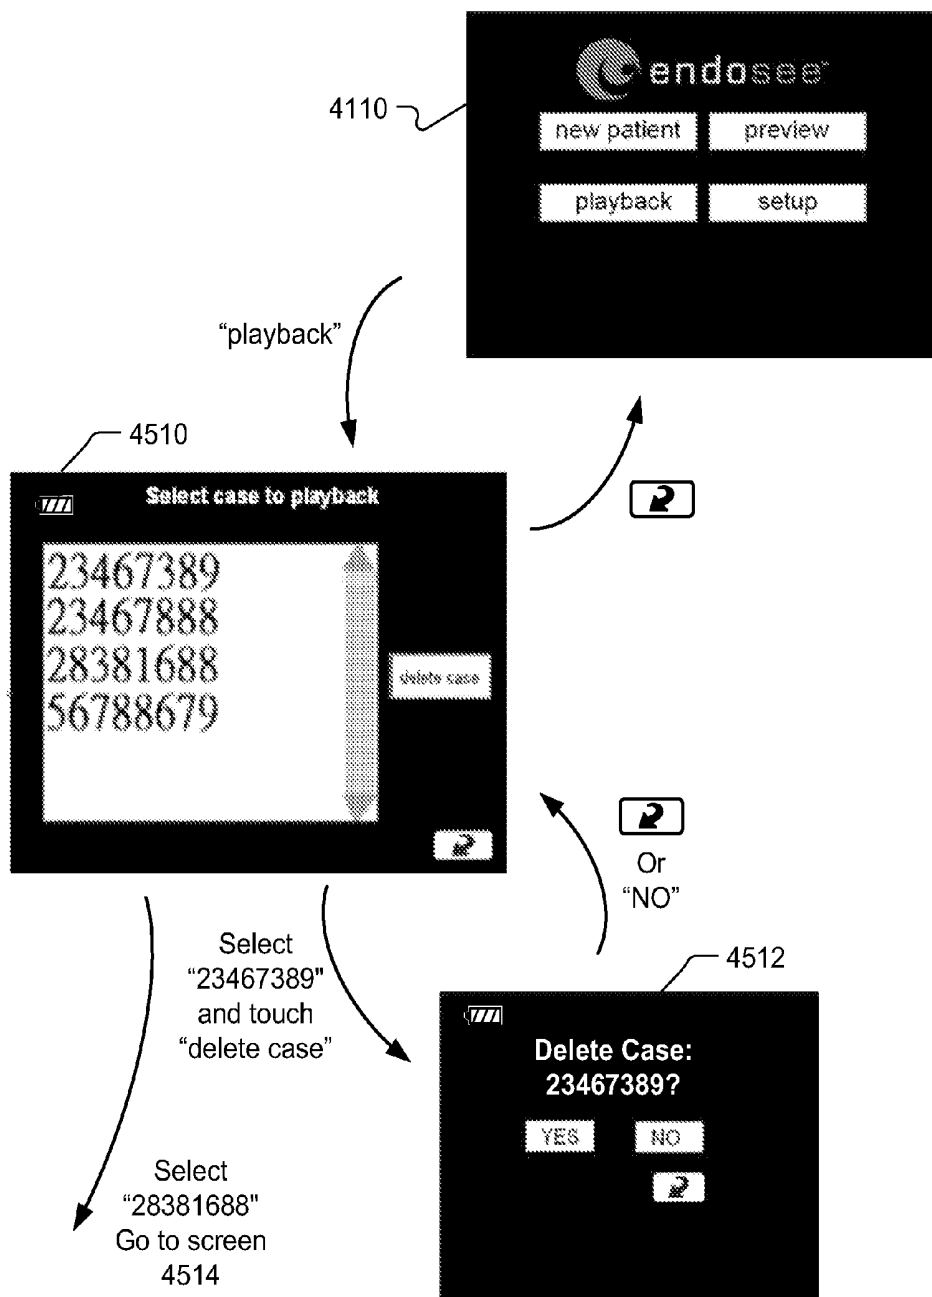 endosee™
4110
new patient
preview
playback
setup
“playback”
4510
Select case to playback
23467389
23467888
28381688
56788679
delete case
Or
“NO”
Select
“23467389"
and touch
“delete case”
4512
Delete Case:
23467389?
YES
NO
Select
“28381688"
Go to screen
4514